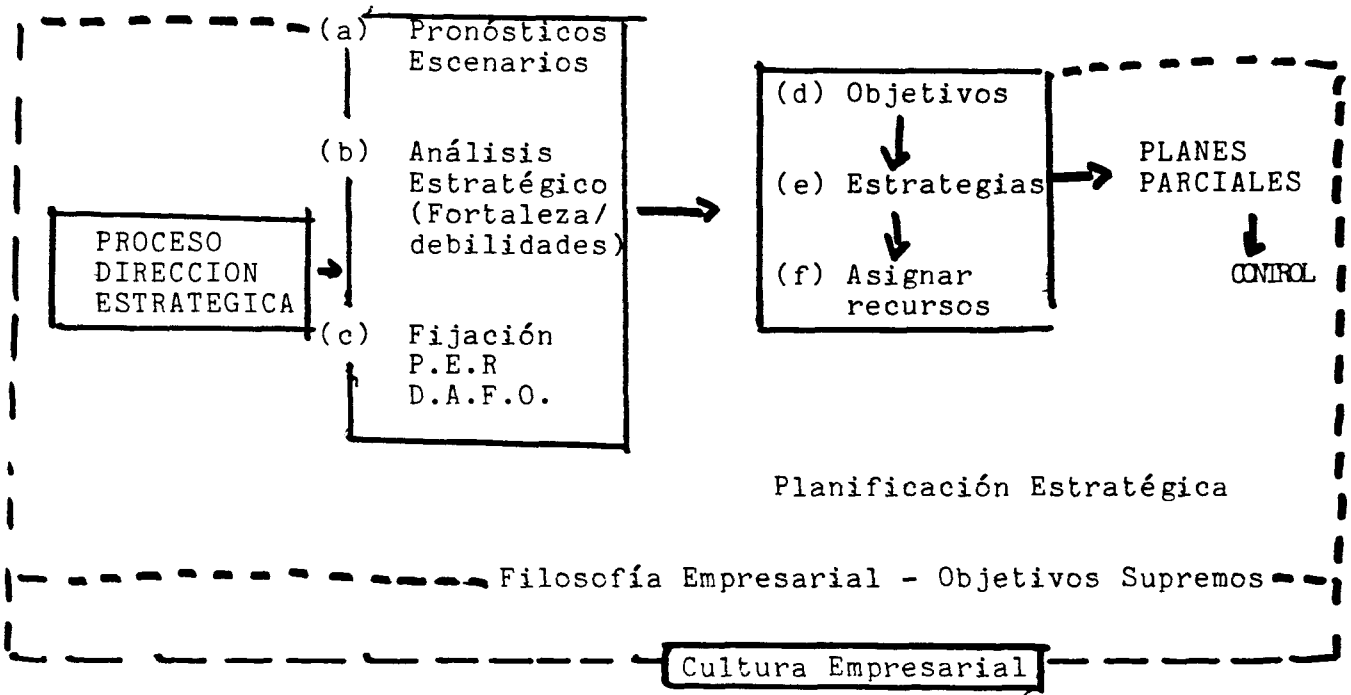 PROCESO
DIRECCION
ESTRATEGICA
(a) Pronósticos
Escenarios
(b) Análisis
Estratégico
(Fortaleza/
debilidades)
(c) Fijación
P.E.R
D.A.F.O.
(d) Objetivos
(e) Estrategias
(f) Asignar
recursos
PLANES
PARCIALES
CONTROL
Planificación Estratégica
Filosofía Empresarial - Objetivos Supremos
Cultura Empresarial